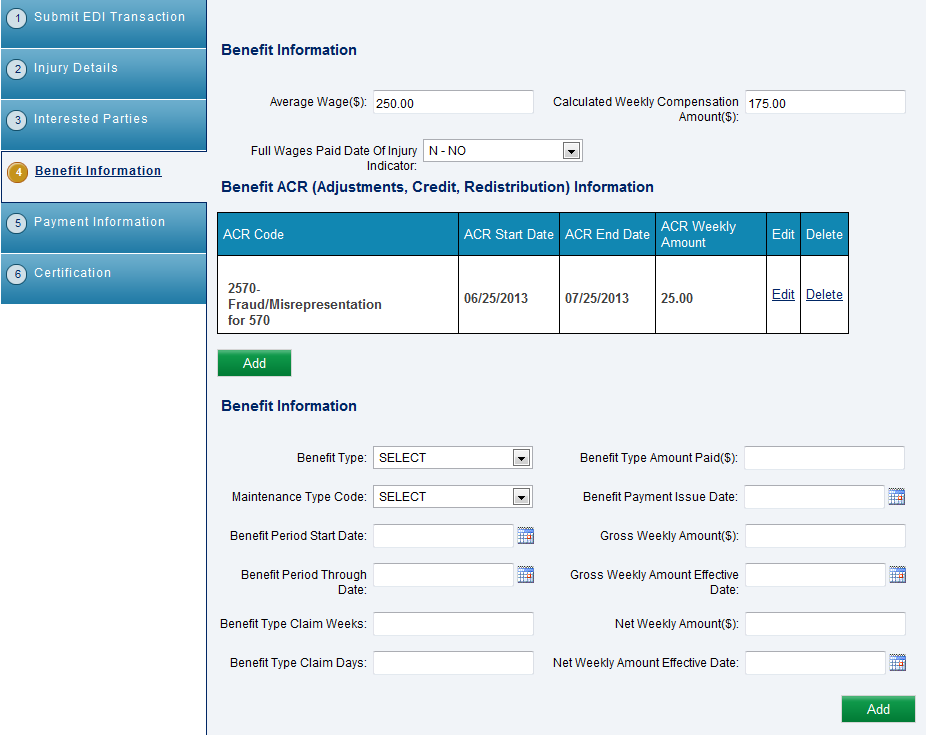 1 Submit EDI Transaction
2 Injury Details
3 Interested Parties
4 Benefit Information
5 Payment Information
6 Certification
Benefit Information
Average Wage($): 250.00
Calculated Weekly Compensation
Amount($): 175.00
Full Wages Paid Date Of Injury
Indicator: N - NO
Benefit ACR (Adjustments, Credit, Redistribution) Information
ACR Code ACR Start Date ACR End Date ACR Weekly
Amount Edit Delete
2570-
Fraud/Misrepresentation
for 570
06/25/2013 07/25/2013 25.00 Edit Delete
Add
Benefit Information
Benefit Type: SELECT Benefit Type Amount Paid($):
Maintenance Type Code: SELECT Benefit Payment Issue Date:
Benefit Period Start Date: Gross Weekly Amount($):
Benefit Period Through
Date:
Gross Weekly Amount Effective
Date:
Benefit Type Claim Weeks: Net Weekly Amount($):
Benefit Type Claim Days: Net Weekly Amount Effective Date:
Add